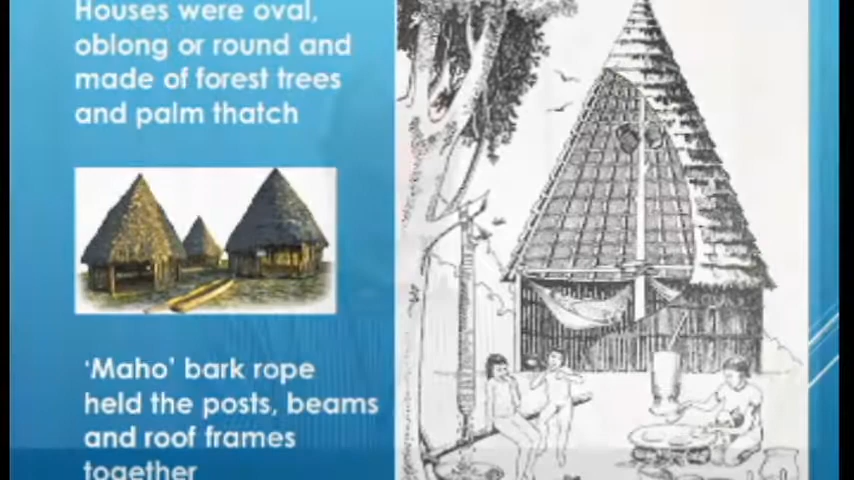 Houses were oval,
oblong or round and
made of forest trees
and palm thatch
'Maho' bark rope
held the posts, beams
and roof frames
together